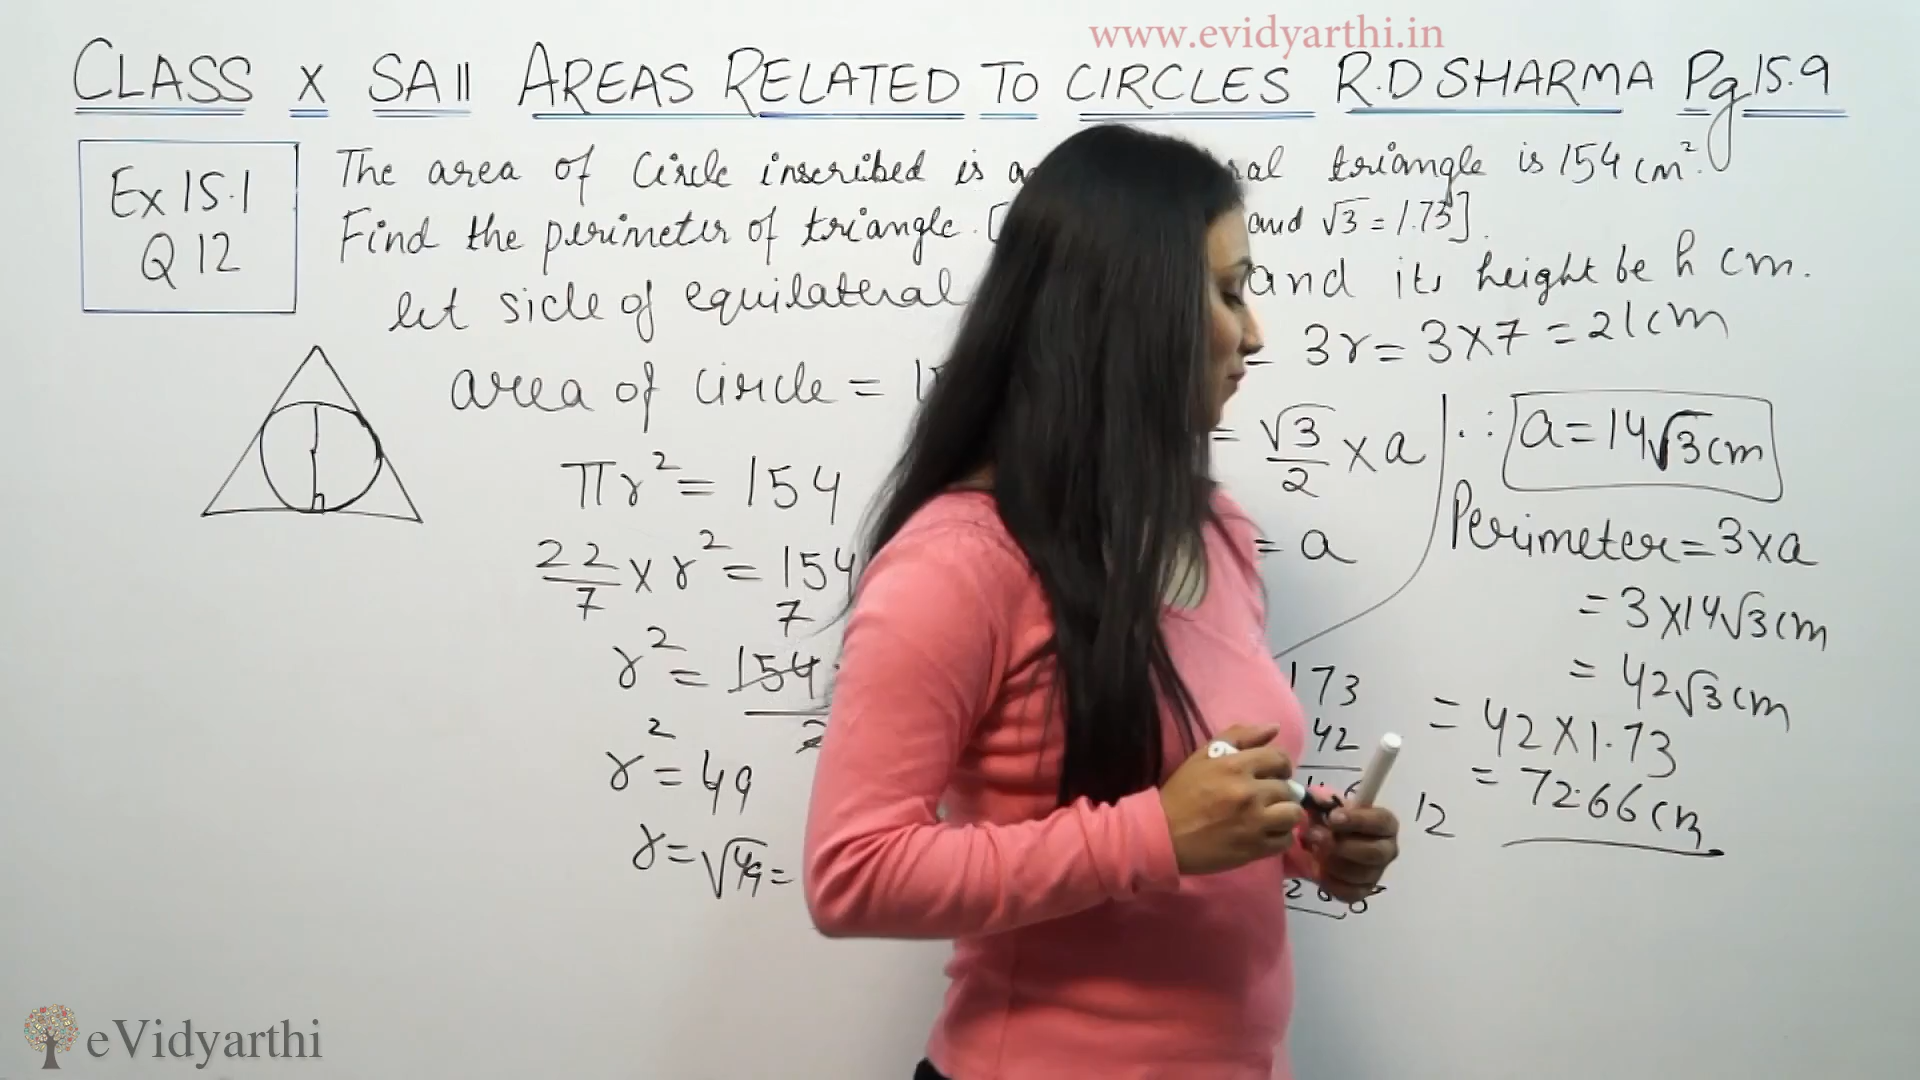 www.evidyarthi.in
CLASS X SA II AREAS RELATED TO CIRCLES R.D SHARMA Pg 15.9
Ex 15.1
Q 12
The area of Circle inscribed is triangle is 154 cm².
Find the perimeter of triangle. [ and √3 = 1.73].
let side of equilateral and its height be h cm.
3r = 3×7 = 21cm
area of circle =
= √3/2 × a
∴ a = 14√3 cm
πr² = 154
= a
Perimeter = 3×a
22/7 × r² = 154
= 3×14√3 cm
7
r² = 154
= 42√3 cm
173
42
= 42×1.73
r² = 49
= 72.66 cm
12
r = √49 =
eVidyarthi